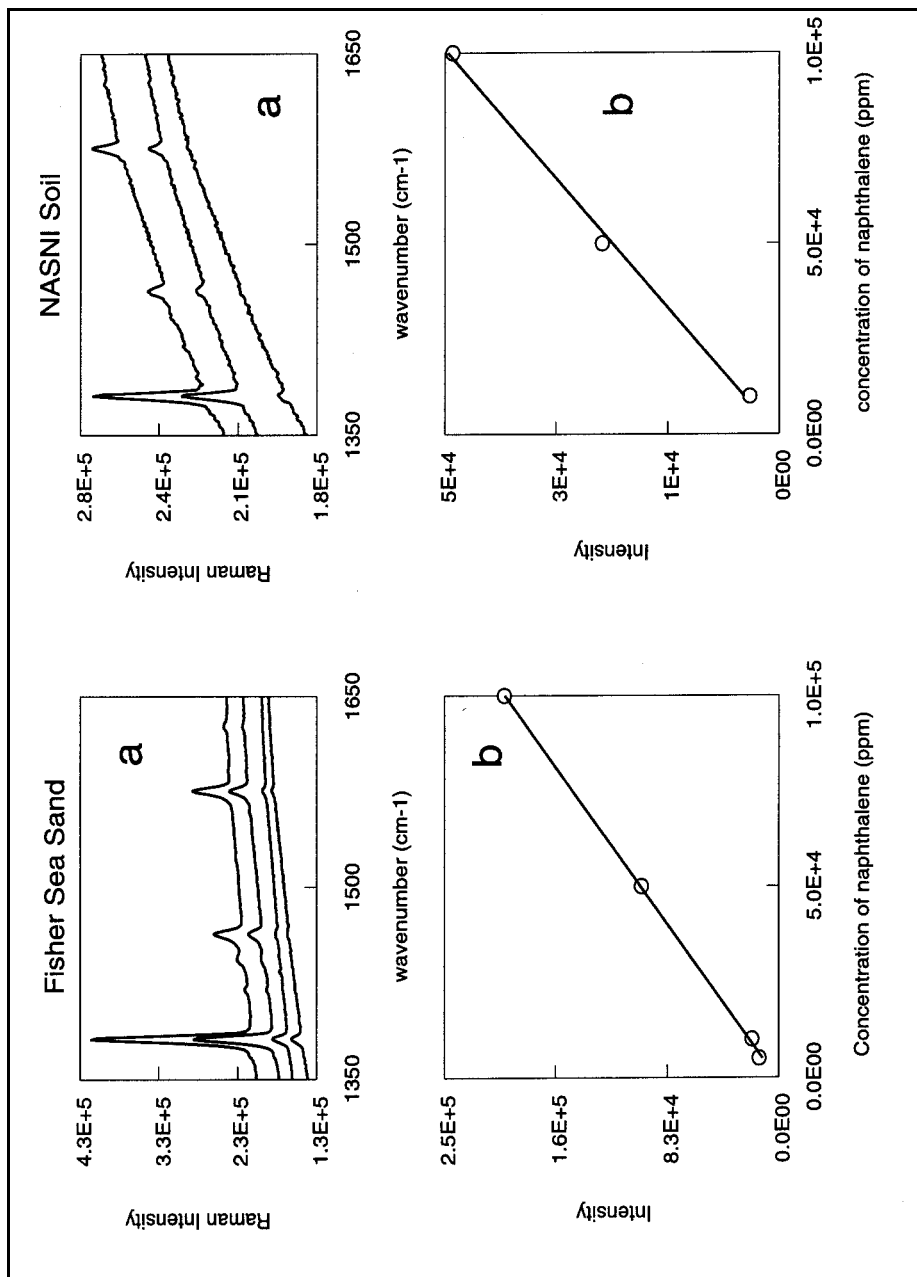 Fisher Sea Sand
a
Raman Intensity
4.3E+5
3.3E+5
2.3E+5
1.3E+5
1350
1500
1650
wavenumber (cm-1)
b
Intensity
2.5E+5
1.6E+5
8.3E+4
0.0E00
0.0E+00
5.0E+4
1.0E+5
Concentration of naphthalene (ppm)
NASNI Soil
a
Raman Intensity
2.8E+5
2.4E+5
2.1E+5
1.8E+5
1350
1500
1650
wavenumber (cm-1)
b
Intensity
5E+4
3E+4
1E+4
0E00
0.0E00
5.0E+4
1.0E+5
concentration of naphthalene (ppm)